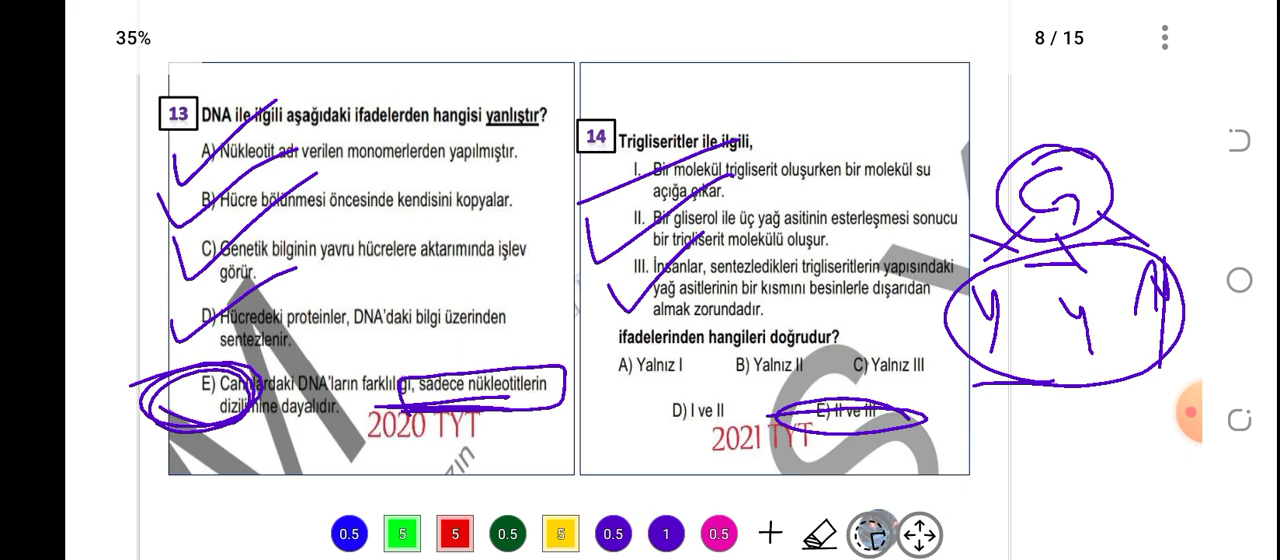 35%
8 / 15
13 DNA ile ilgili aşağıdaki ifadelerden hangisi yanlıştır?
A) Nükleotit adı verilen monomerlerden yapılmıştır.
B) Hücre bölünmesi öncesinde kendisini kopyalar.
C) Genetik bilginin yavru hücrelere aktarımında işlev
görür.
D) Hücredeki proteinler, DNA'daki bilgi üzerinden
sentezlenir.
E) Canlılardaki DNA'ların farklılığı, sadece nükleotitlerin
dizilimine dayalıdır.
2020 TYT
14 Trigliseritler ile ilgili,
I. Bir molekül trigliserit oluşurken bir molekül su
açığa çıkar.
II. Bir gliserol ile üç yağ asitinin esterleşmesi sonucu
bir trigliserit molekülü oluşur.
III. İnsanlar, sentezledikleri trigliseritlerin yapısındaki
yağ asitlerinin bir kısmını besinlerle dışarıdan
almak zorundadır.
ifadelerinden hangileri doğrudur?
A) Yalnız I B) Yalnız II C) Yalnız III
D) I ve II E) II ve III
2021 TYT
G
Y Y
0.5 5 5 0.5 5 0.5 1 0.5